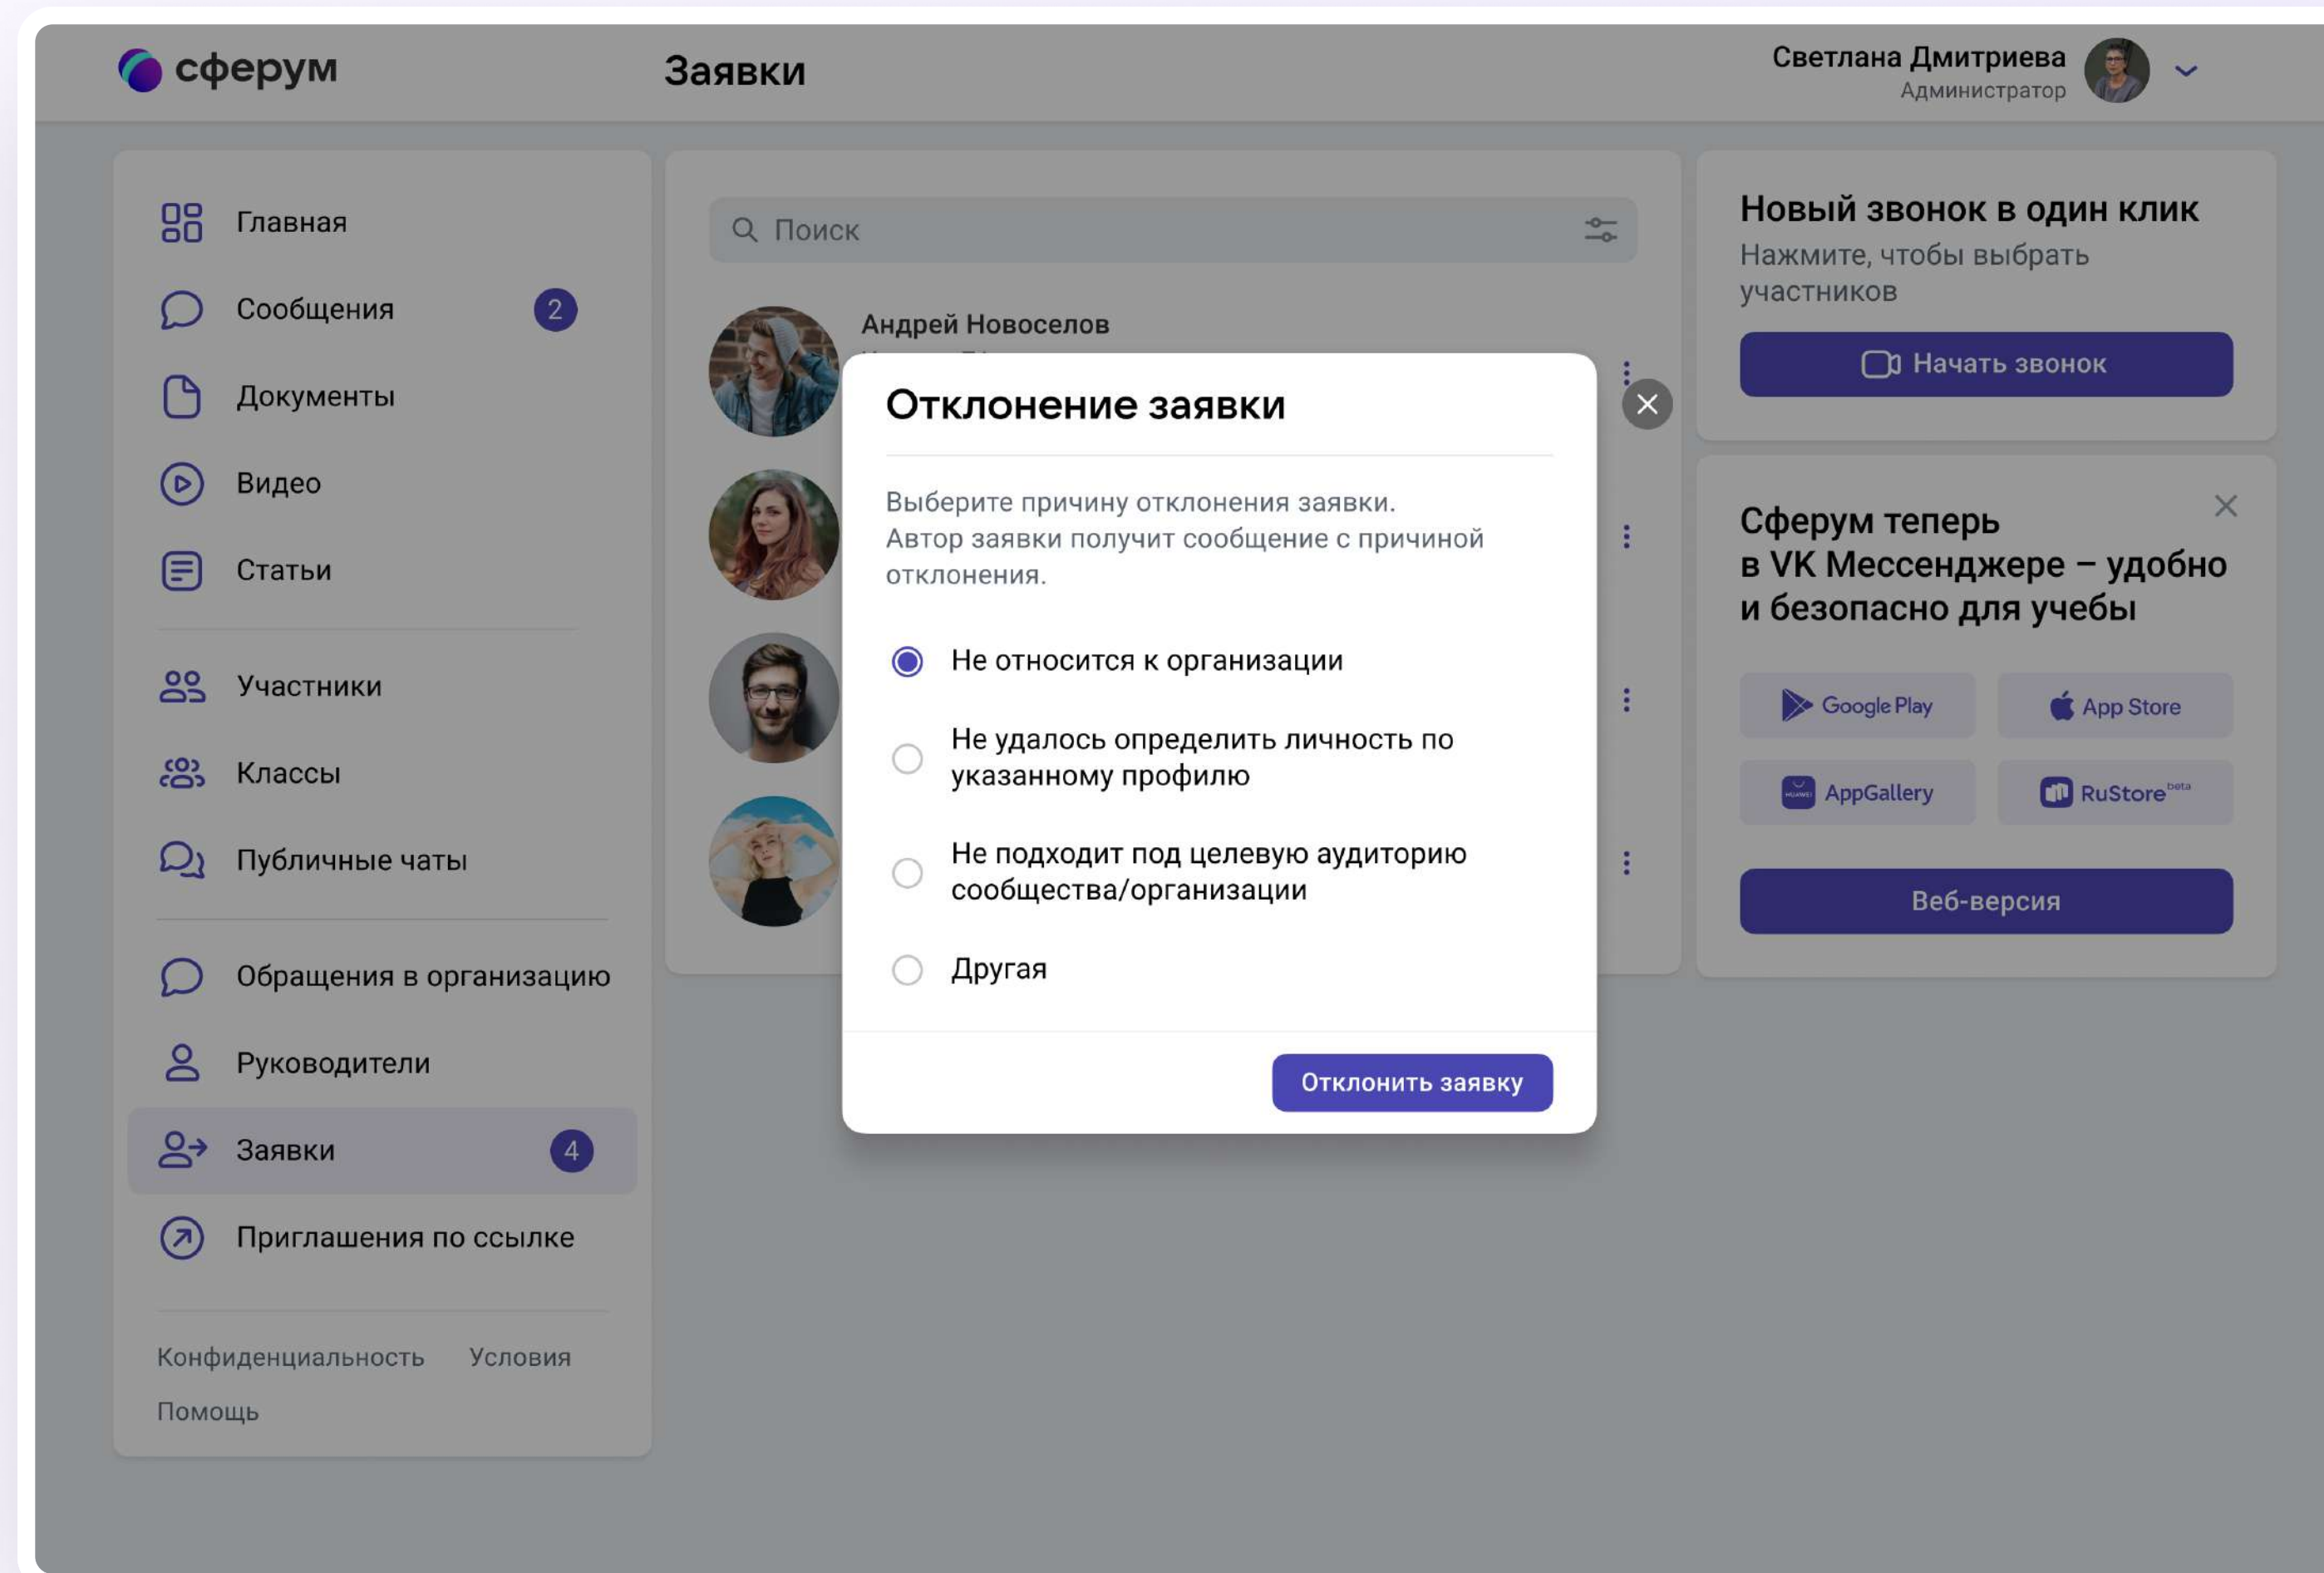 сферум
Заявки
Светлана Дмитриева
Администратор
Главная
Сообщения 2
Документы
Видео
Статьи
Участники
Классы
Публичные чаты
Обращения в организацию
Руководители
Заявки 4
Приглашения по ссылке
Конфиденциальность Условия
Помощь
Поиск
Андрей Новоселов
Отклонение заявки
Выберите причину отклонения заявки.
Автор заявки получит сообщение с причиной
отклонения.
Не относится к организации
Не удалось определить личность по
указанному профилю
Не подходит под целевую аудиторию
сообщества/организации
Другая
Отклонить заявку
Новый звонок в один клик
Нажмите, чтобы выбрать
участников
Начать звонок
Сферум теперь
в VK Мессенджере – удобно
и безопасно для учебы
Google Play App Store
HUAWEI AppGallery RuStore beta
Веб-версия